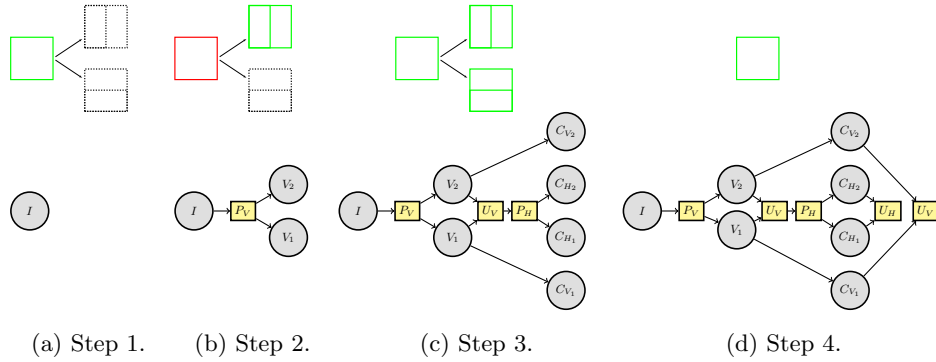 I
(a) Step 1.
I
P_V
V_2
V_1
(b) Step 2.
I
P_V
V_2
V_1
U_V
P_H
C_{V_2}
C_{H_2}
C_{H_1}
C_{V_1}
(c) Step 3.
I
P_V
V_2
V_1
U_V
P_H
C_{V_2}
C_{H_2}
C_{H_1}
C_{V_1}
U_H
U_V
(d) Step 4.